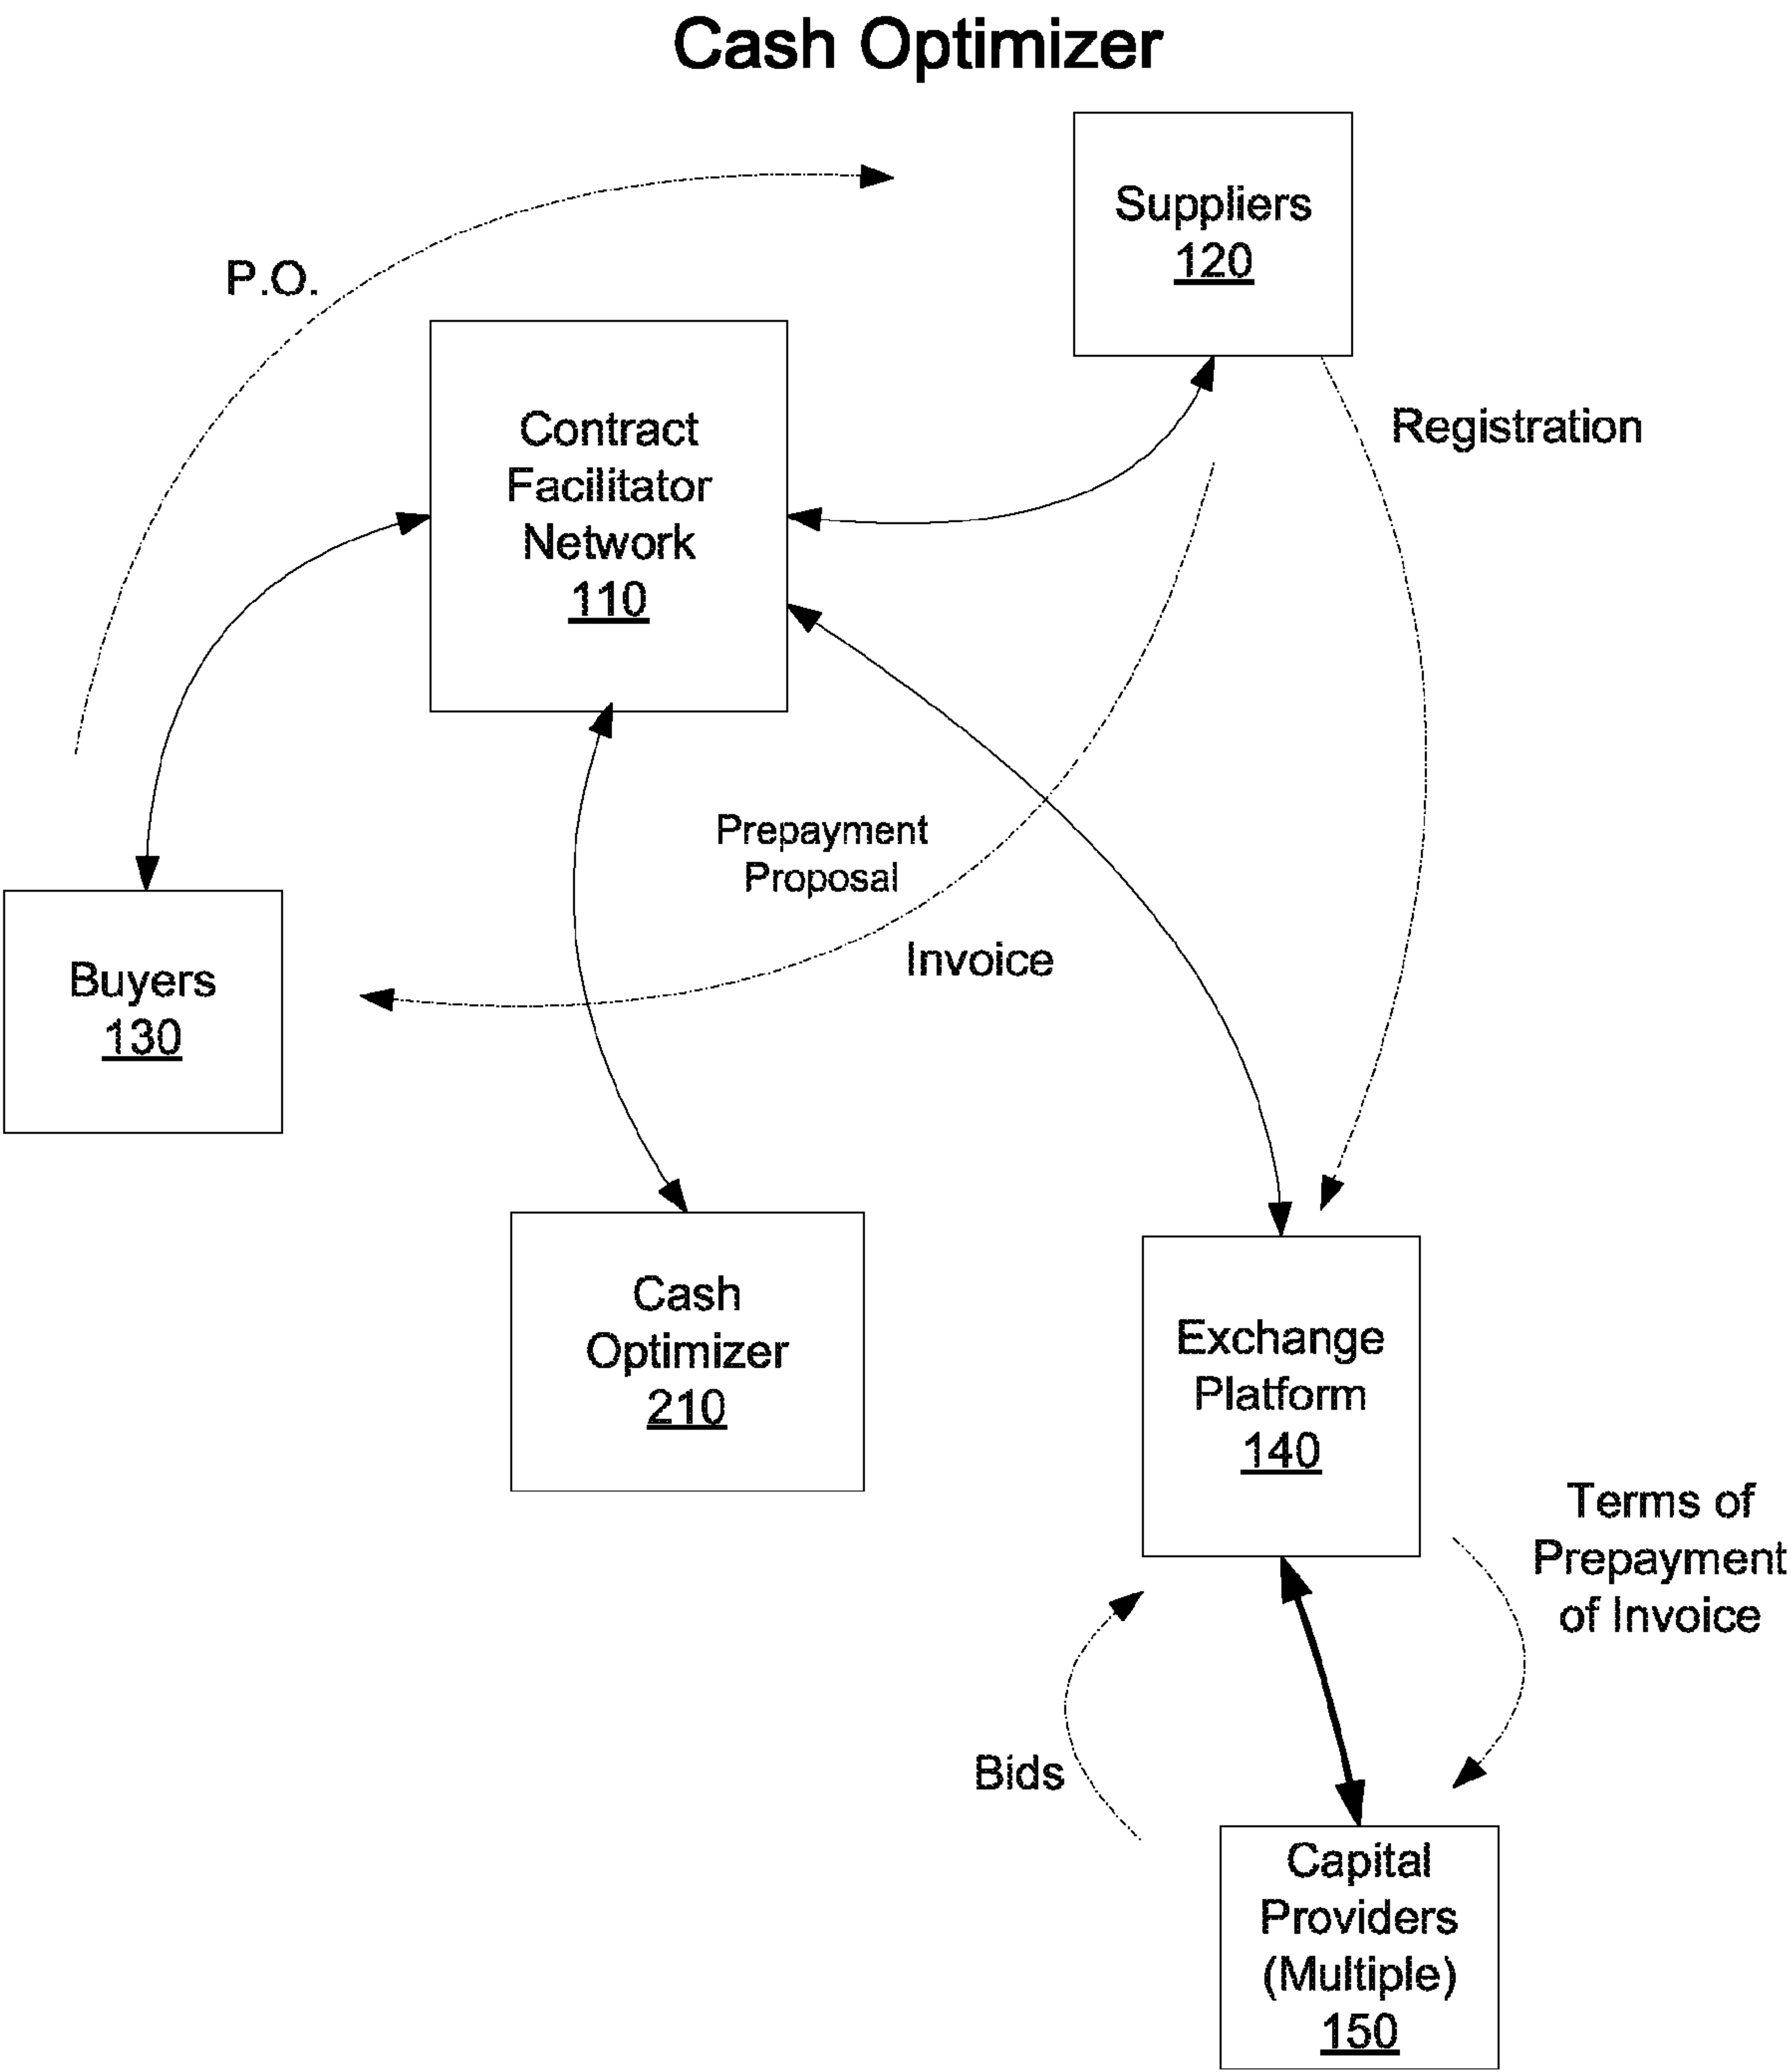 Cash Optimizer
Suppliers
120
P.O.
Contract
Facilitator
Network
110
Registration
Prepayment
Proposal
Invoice
Buyers
130
Cash
Optimizer
210
Exchange
Platform
140
Terms of
Prepayment
of Invoice
Bids
Capital
Providers
(Multiple)
150